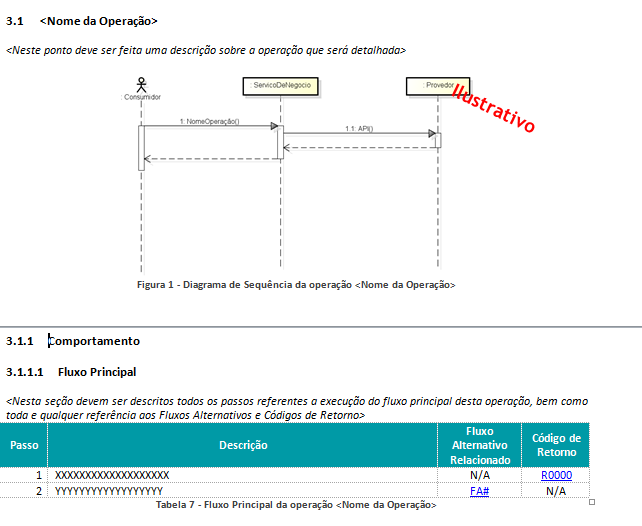 3.1 <Nome da Operação>
<Neste ponto deve ser feita uma descrição sobre a operação que será detalhada>
Consumidor
: ServicoDeNegocio
: Provedor
Ilustrativo
1: NomeOperação()
1.1: API()
Figura 1 - Diagrama de Sequência da operação <Nome da Operação>
3.1.1 Comportamento
3.1.1.1 Fluxo Principal
<Nesta seção devem ser descritos todos os passos referentes a execução do fluxo principal desta operação, bem como
toda e qualquer referência aos Fluxos Alternativos e Códigos de Retorno>
Passo Descrição Fluxo Alternativo Relacionado Código de Retorno
1 XXXXXXXXXXXXXXXXXXX N/A R0000
2 YYYYYYYYYYYYYYYYYY FA# N/A
Tabela 7 - Fluxo Principal da operação <Nome da Operação>